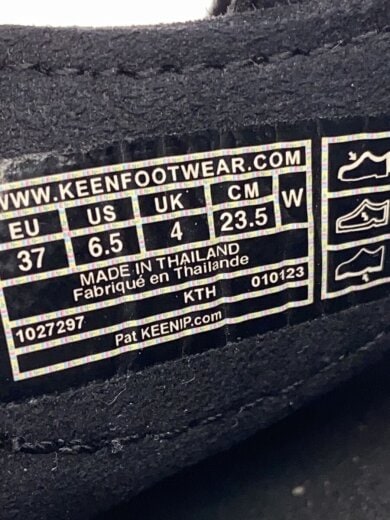 WWW.KEENFOOTWEAR.COM
EU US UK CM W
37 6.5 4 23.5
MADE IN THAILAND
Fabriqué en Thailande
1027297 KTH 010123
Pat KEENIP.com